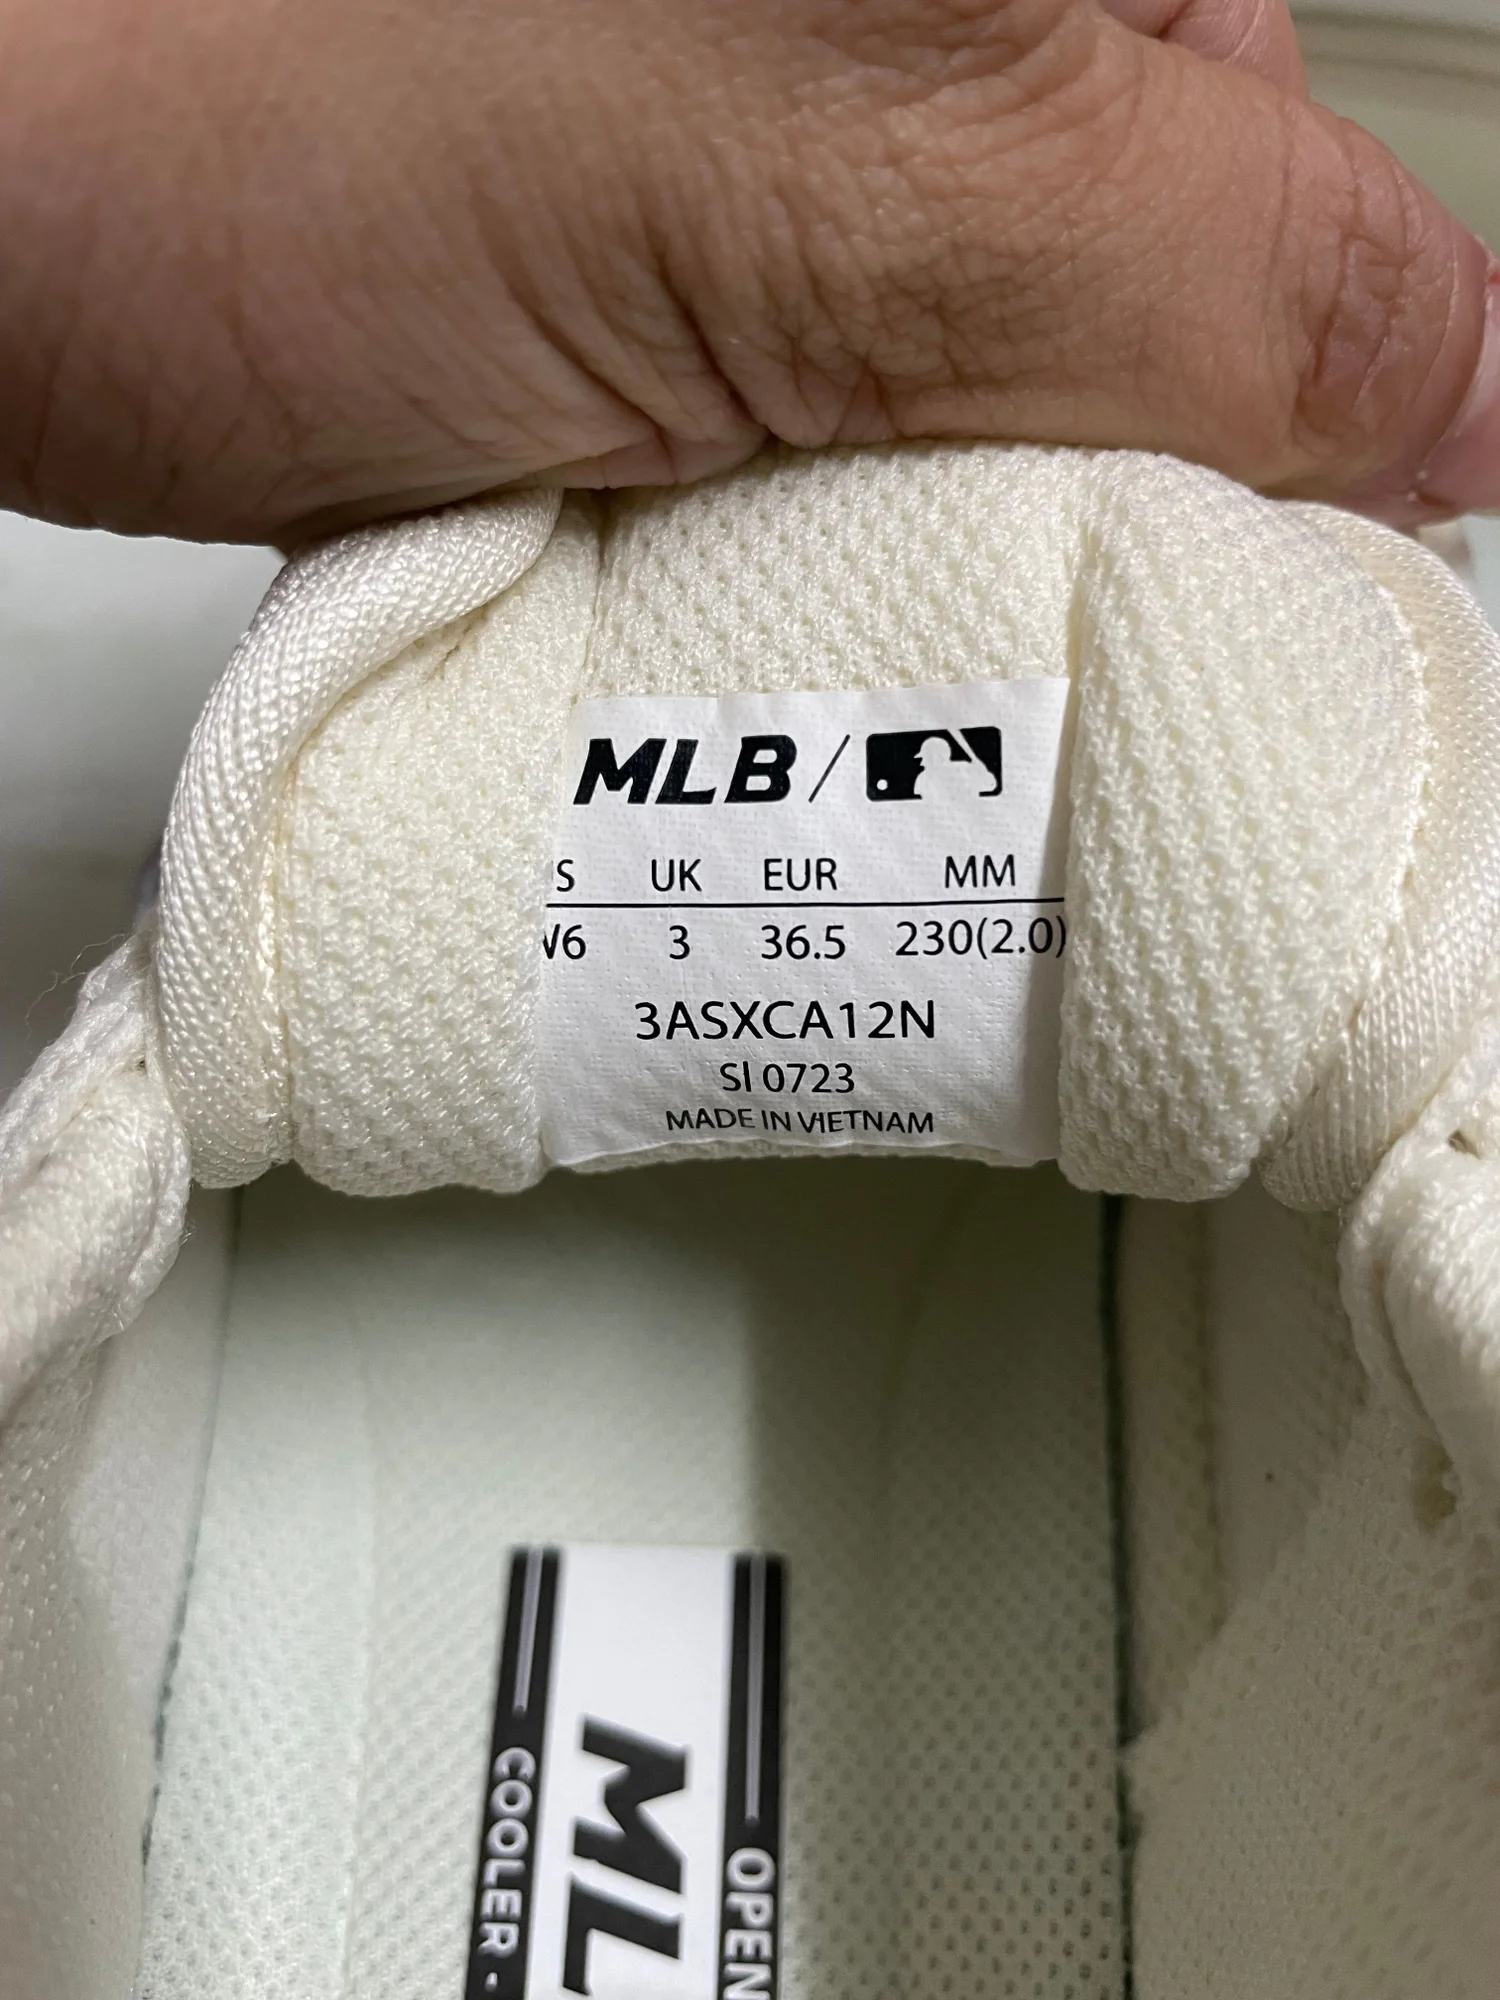 MLB/
S UK EUR MM
W6 3 36.5 230(2.0)
3ASXCA12N
SI 0723
MADE IN VIETNAM
COOLER -
ML
OPEN